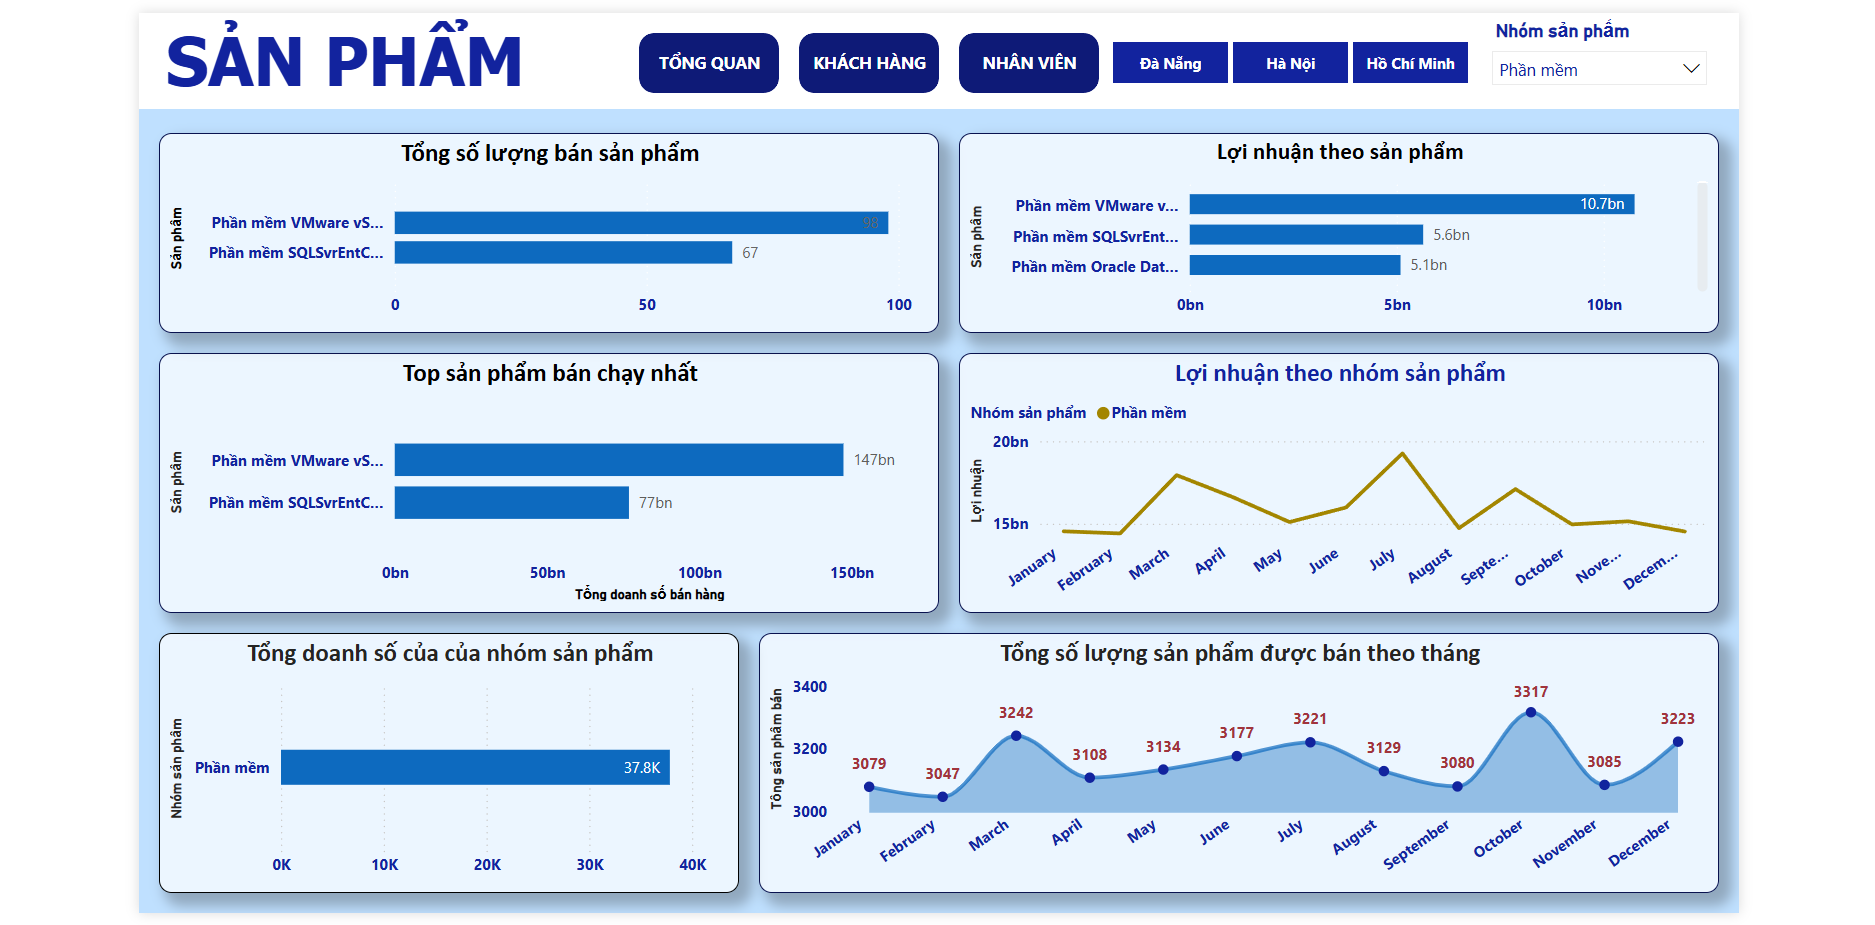 SẢN PHẨM
TỔNG QUAN
KHÁCH HÀNG
NHÂN VIÊN
Đà Nẵng
Hà Nội
Hồ Chí Minh
Nhóm sản phẩm
Phần mềm
Tổng số lượng bán sản phẩm
Sản phẩm
Phần mềm VMware vS...
98
Phần mềm SQLSvrEntC...
67
0
50
100
Lợi nhuận theo sản phẩm
Sản phẩm
Phần mềm VMware v...
10.7bn
Phần mềm SQLSvrEnt...
5.6bn
Phần mềm Oracle Dat...
5.1bn
0bn
5bn
10bn
Top sản phẩm bán chạy nhất
Sản phẩm
Phần mềm VMware vS...
147bn
Phần mềm SQLSvrEntC...
77bn
0bn
50bn
100bn
150bn
Tổng doanh số bán hàng
Lợi nhuận theo nhóm sản phẩm
Nhóm sản phẩm
Phần mềm
Lợi nhuận
20bn
15bn
January
February
March
April
May
June
July
August
Septe...
October
Nove...
Decem...
Tổng doanh số của của nhóm sản phẩm
Nhóm sản phẩm
Phần mềm
37.8K
0K
10K
20K
30K
40K
Tổng số lượng sản phẩm được bán theo tháng
Tổng sản phẩm bán
3400
3200
3000
3079
3047
3242
3108
3134
3177
3221
3129
3080
3317
3085
3223
January
February
March
April
May
June
July
August
September
October
November
December